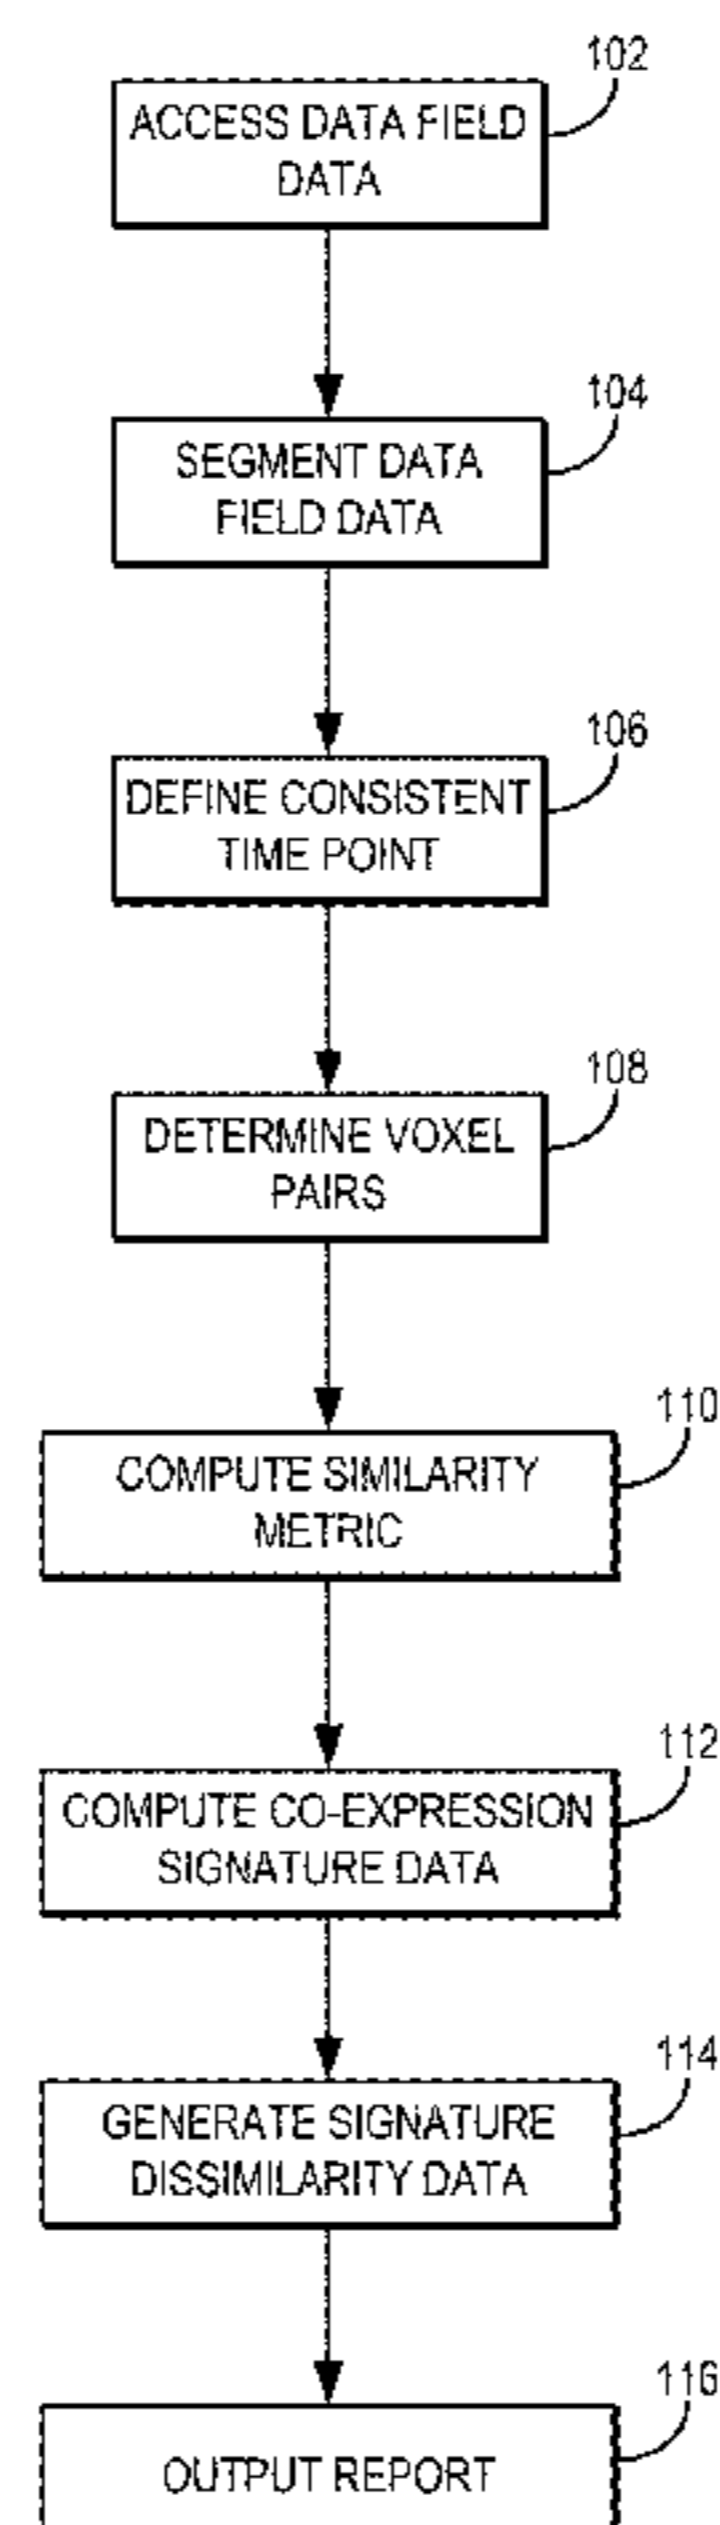 102
ACCESS DATA FIELD
DATA
104
SEGMENT DATA
FIELD DATA
106
DEFINE CONSISTENT
TIME POINT
108
DETERMINE VOXEL
PAIRS
110
COMPUTE SIMILARITY
METRIC
112
COMPUTE CO-EXPRESSION
SIGNATURE DATA
114
GENERATE SIGNATURE
DISSIMILARITY DATA
116
OUTPUT REPORT